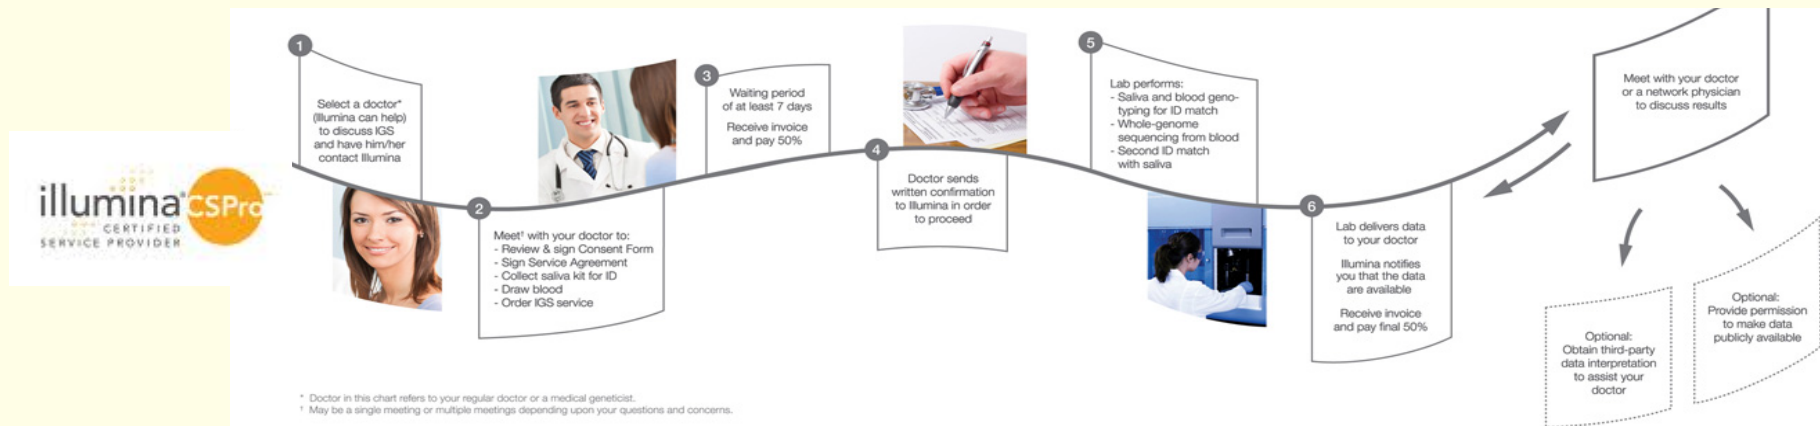 illumina®CSPro
CERTIFIED
SERVICE PROVIDER
1
Select a doctor*
(Illumina can help)
to discuss IGS
and have him/her
contact Illumina
2
Meet† with your doctor to:
- Review & sign Consent Form
- Sign Service Agreement
- Collect saliva kit for ID
- Draw blood
- Order IGS service
3
Waiting period
of at least 7 days
Receive invoice
and pay 50%
4
Doctor sends
written confirmation
to Illumina in order
to proceed
5
Lab performs:
- Saliva and blood geno-
typing for ID match
- Whole-genome
sequencing from blood
- Second ID match
with saliva
6
Lab delivers data
to your doctor
Illumina notifies
you that the data
are available
Receive invoice
and pay final 50%
Meet with your doctor
or a network physician
to discuss results
Optional:
Obtain third-party
data interpretation
to assist your
doctor
Optional:
Provide permission
to make data
publicly available
* Doctor in this chart refers to your regular doctor or a medical geneticist.
† May be a single meeting or multiple meetings depending upon your questions and concerns.